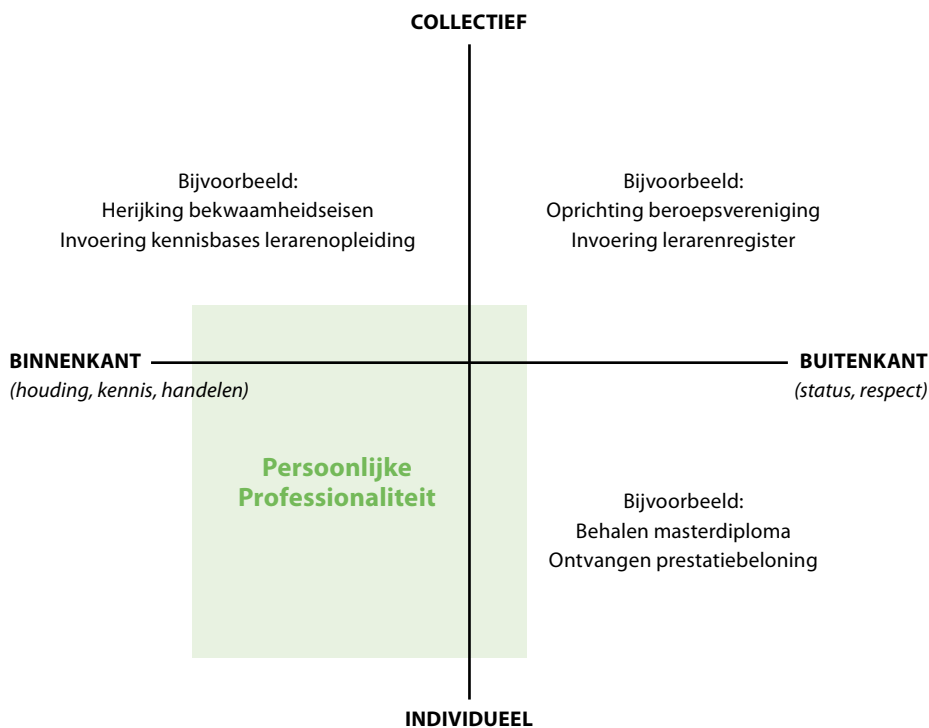 COLLECTIEF
Bijvoorbeeld:
Herijking bekwaamheidseisen
Invoering kennisbases lerarenopleiding
Bijvoorbeeld:
Oprichting beroepsvereniging
Invoering lerarenregister
BINNENKANT
(houding, kennis, handelen)
BUITENKANT
(status, respect)
Persoonlijke
Professionaliteit
Bijvoorbeeld:
Behalen masterdiploma
Ontvangen prestatiebeloning
INDIVIDUEEL